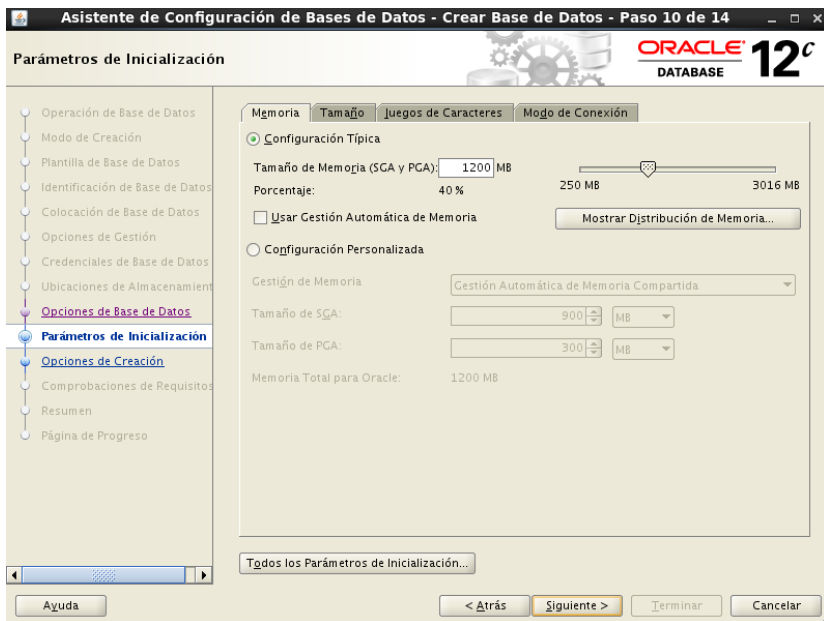 Asistente de Configuración de Bases de Datos - Crear Base de Datos - Paso 10 de 14
Parámetros de Inicialización
ORACLE
DATABASE
12c
Operación de Base de Datos
Modo de Creación
Plantilla de Base de Datos
Identificación de Base de Datos
Colocación de Base de Datos
Opciones de Gestión
Credenciales de Base de Datos
Ubicaciones de Almacenamient
Opciones de Base de Datos
Parámetros de Inicialización
Opciones de Creación
Comprobaciones de Requisitos
Resumen
Página de Progreso
Memoria Tamaño Juegos de Caracteres Modo de Conexión
Configuración Típica
Tamaño de Memoria (SGA y PGA): 1200 MB
250 MB 3016 MB
Porcentaje: 40 %
Usar Gestión Automática de Memoria
Mostrar Distribución de Memoria...
Configuración Personalizada
Gestión de Memoria Gestión Automática de Memoria Compartida
Tamaño de SGA: 900 MB
Tamaño de PGA: 300 MB
Memoria Total para Oracle: 1200 MB
Todos los Parámetros de Inicialización...
Ayuda < Atrás Siguiente > Terminar Cancelar